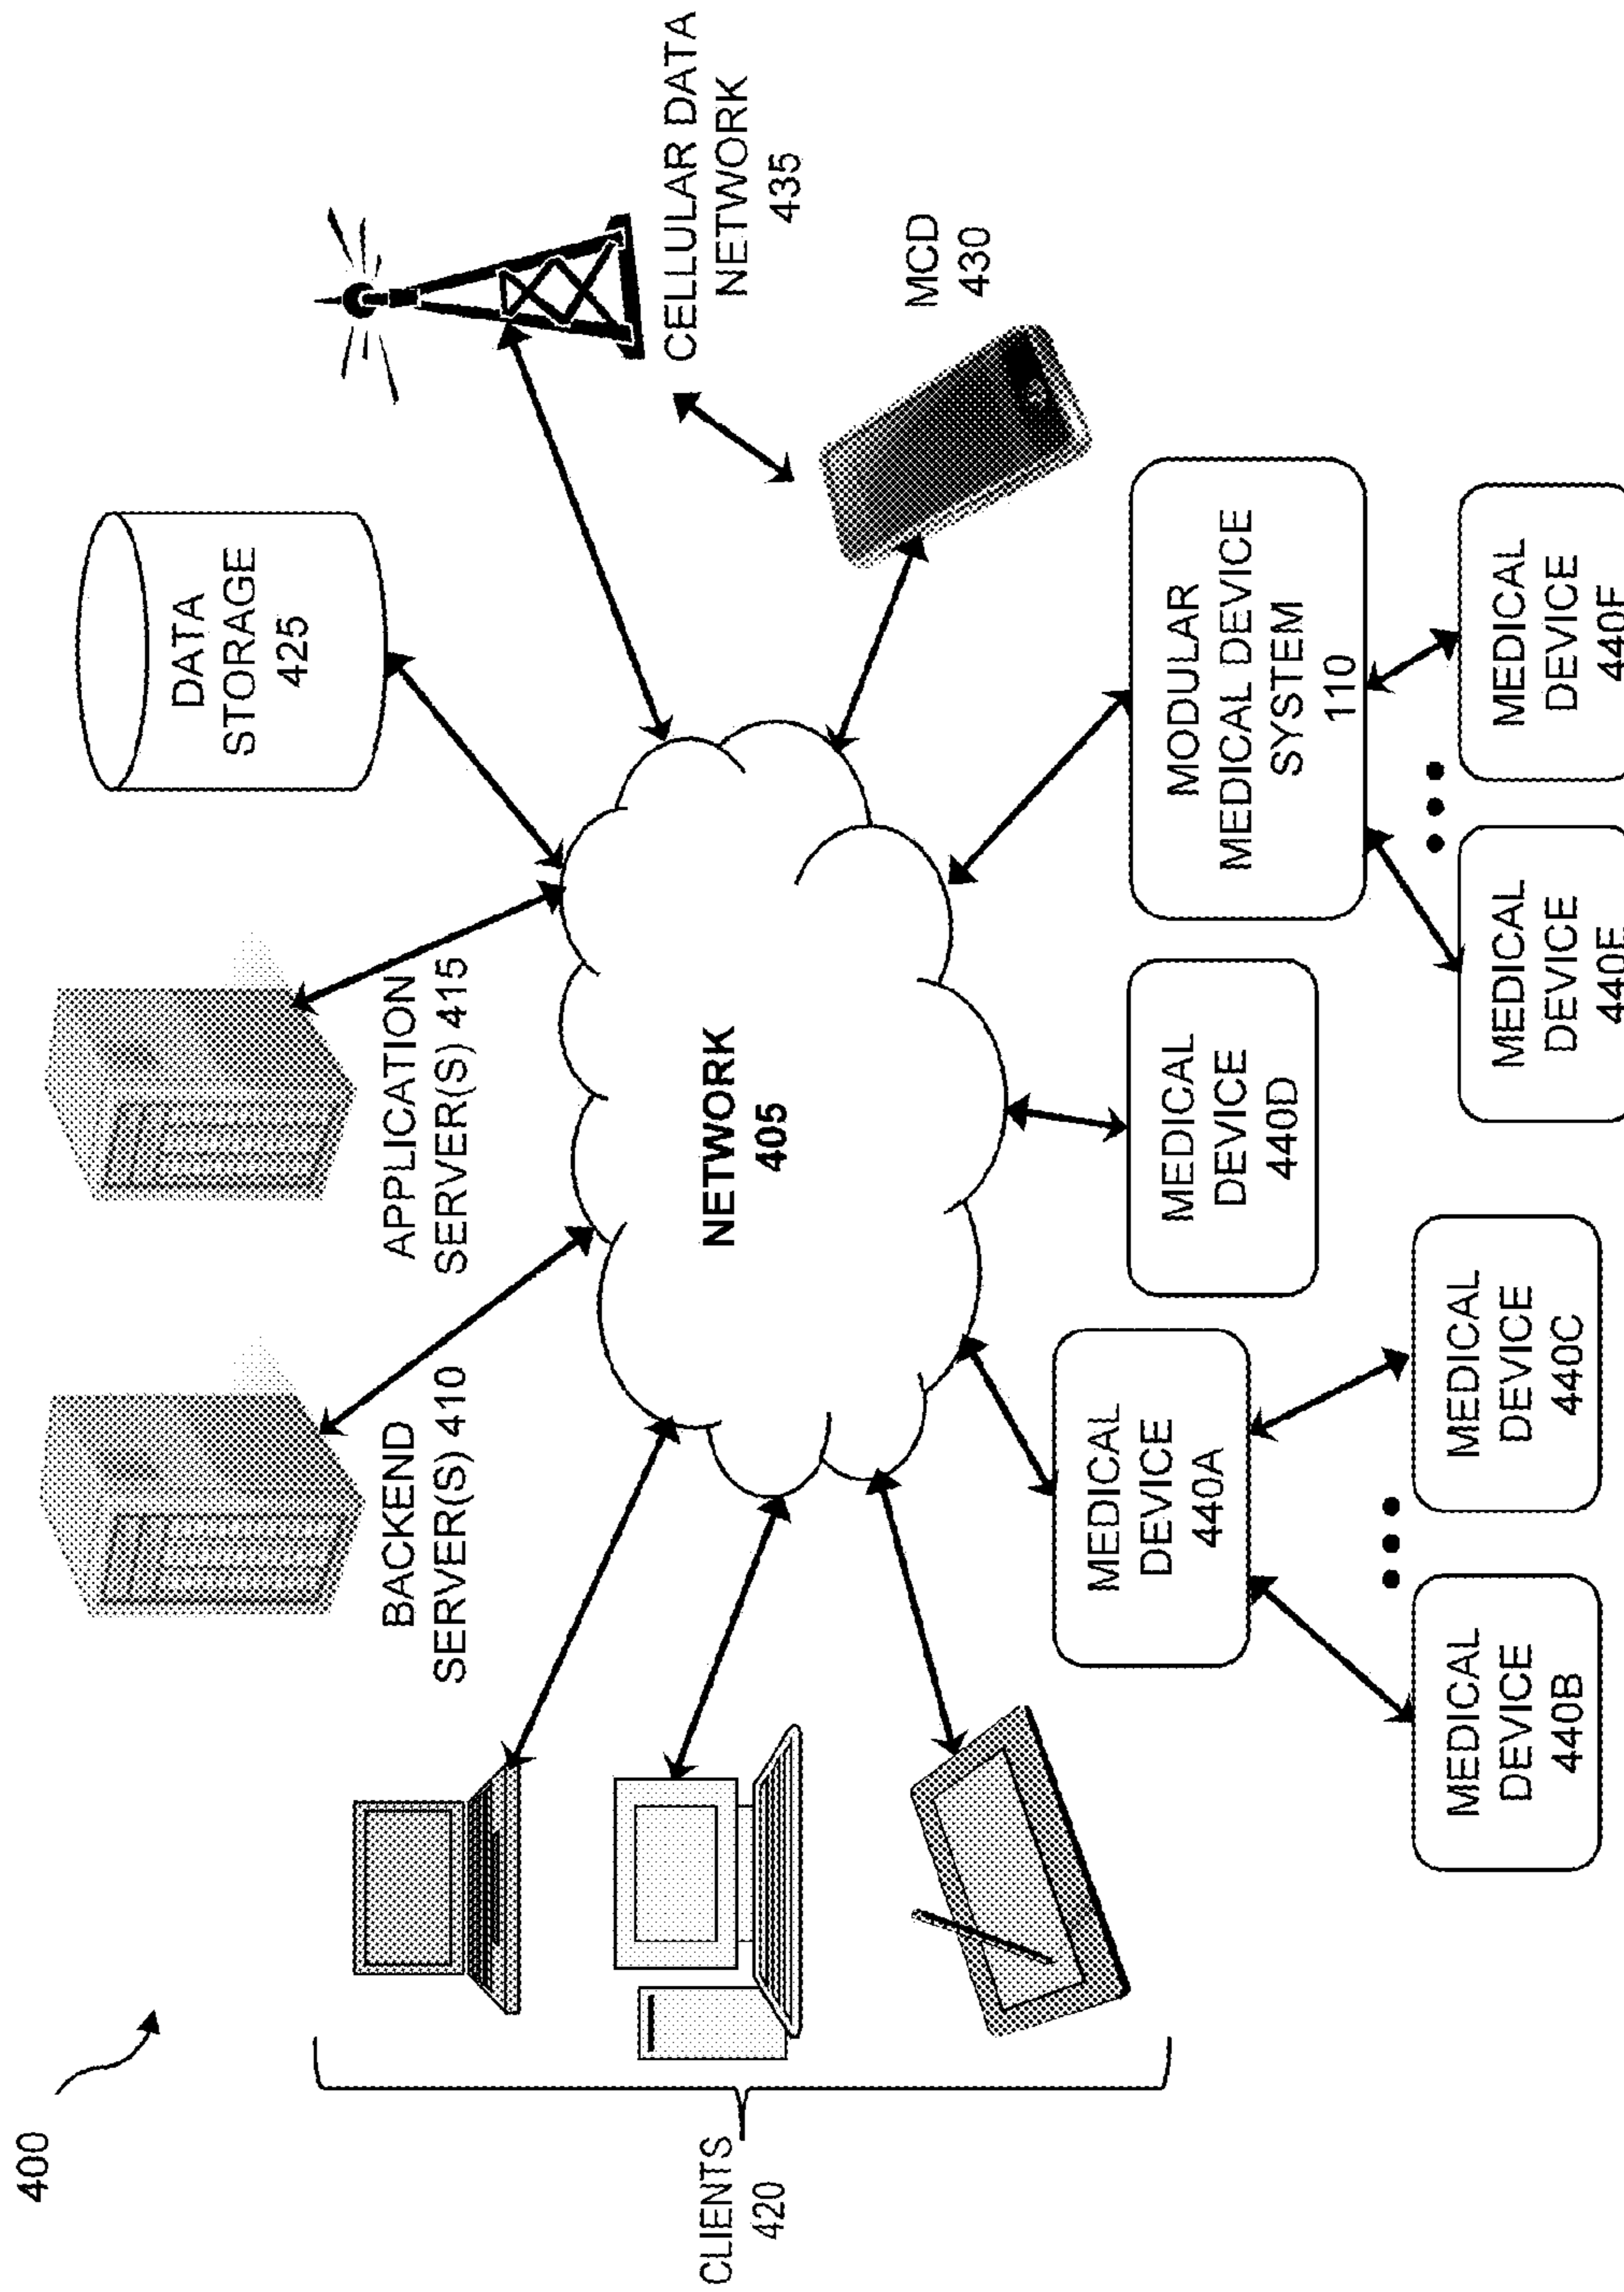 400
BACKEND
SERVER(S) 410
APPLICATION
SERVER(S) 415
DATA
STORAGE
425
CELLULAR DATA
NETWORK
435
CLIENTS
420
NETWORK
405
MCD
430
MEDICAL
DEVICE
440A
MEDICAL
DEVICE
440D
MODULAR
MEDICAL DEVICE
SYSTEM
110
MEDICAL
DEVICE
440B
MEDICAL
DEVICE
440C
MEDICAL
DEVICE
440E
MEDICAL
DEVICE
440F